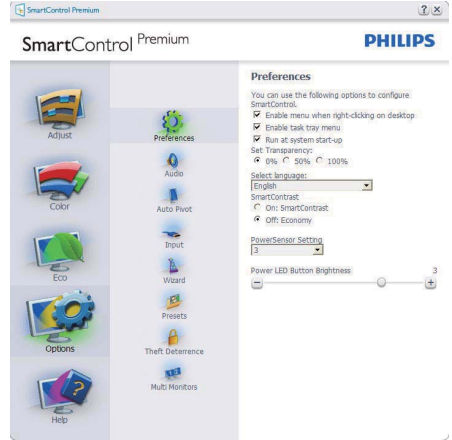 SmartControl Premium
SmartControl Premium
PHILIPS
Adjust
Color
Eco
Options
Help
Preferences
Audio
Auto Pivot
Input
Wizard
Presets
Theft Deterrence
Multi Monitors
Preferences
You can use the following options to configure
SmartControl.
Enable menu when right-clicking on desktop
Enable task tray menu
Run at system start-up
Set Transparency:
0% 50% 100%
Select language:
English
SmartContrast
On: SmartContrast
Off: Economy
PowerSensor Setting
3
Power LED Button Brightness 3